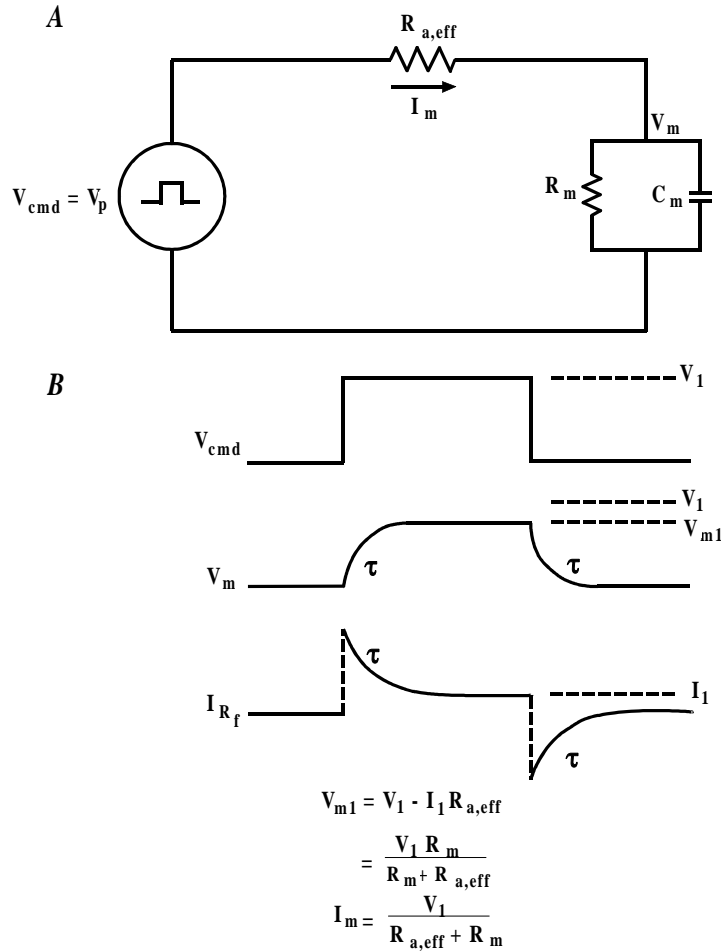 A
R a,eff
I m
V m
R m
C m
V cmd = V p
B
V 1
V cmd
V 1
V m1
V m
τ
τ
τ
I 1
I R f
τ
V m1 = V 1 - I 1 R a,eff
= V 1 R m / R m + R a,eff
I m = V 1 / R a,eff + R m